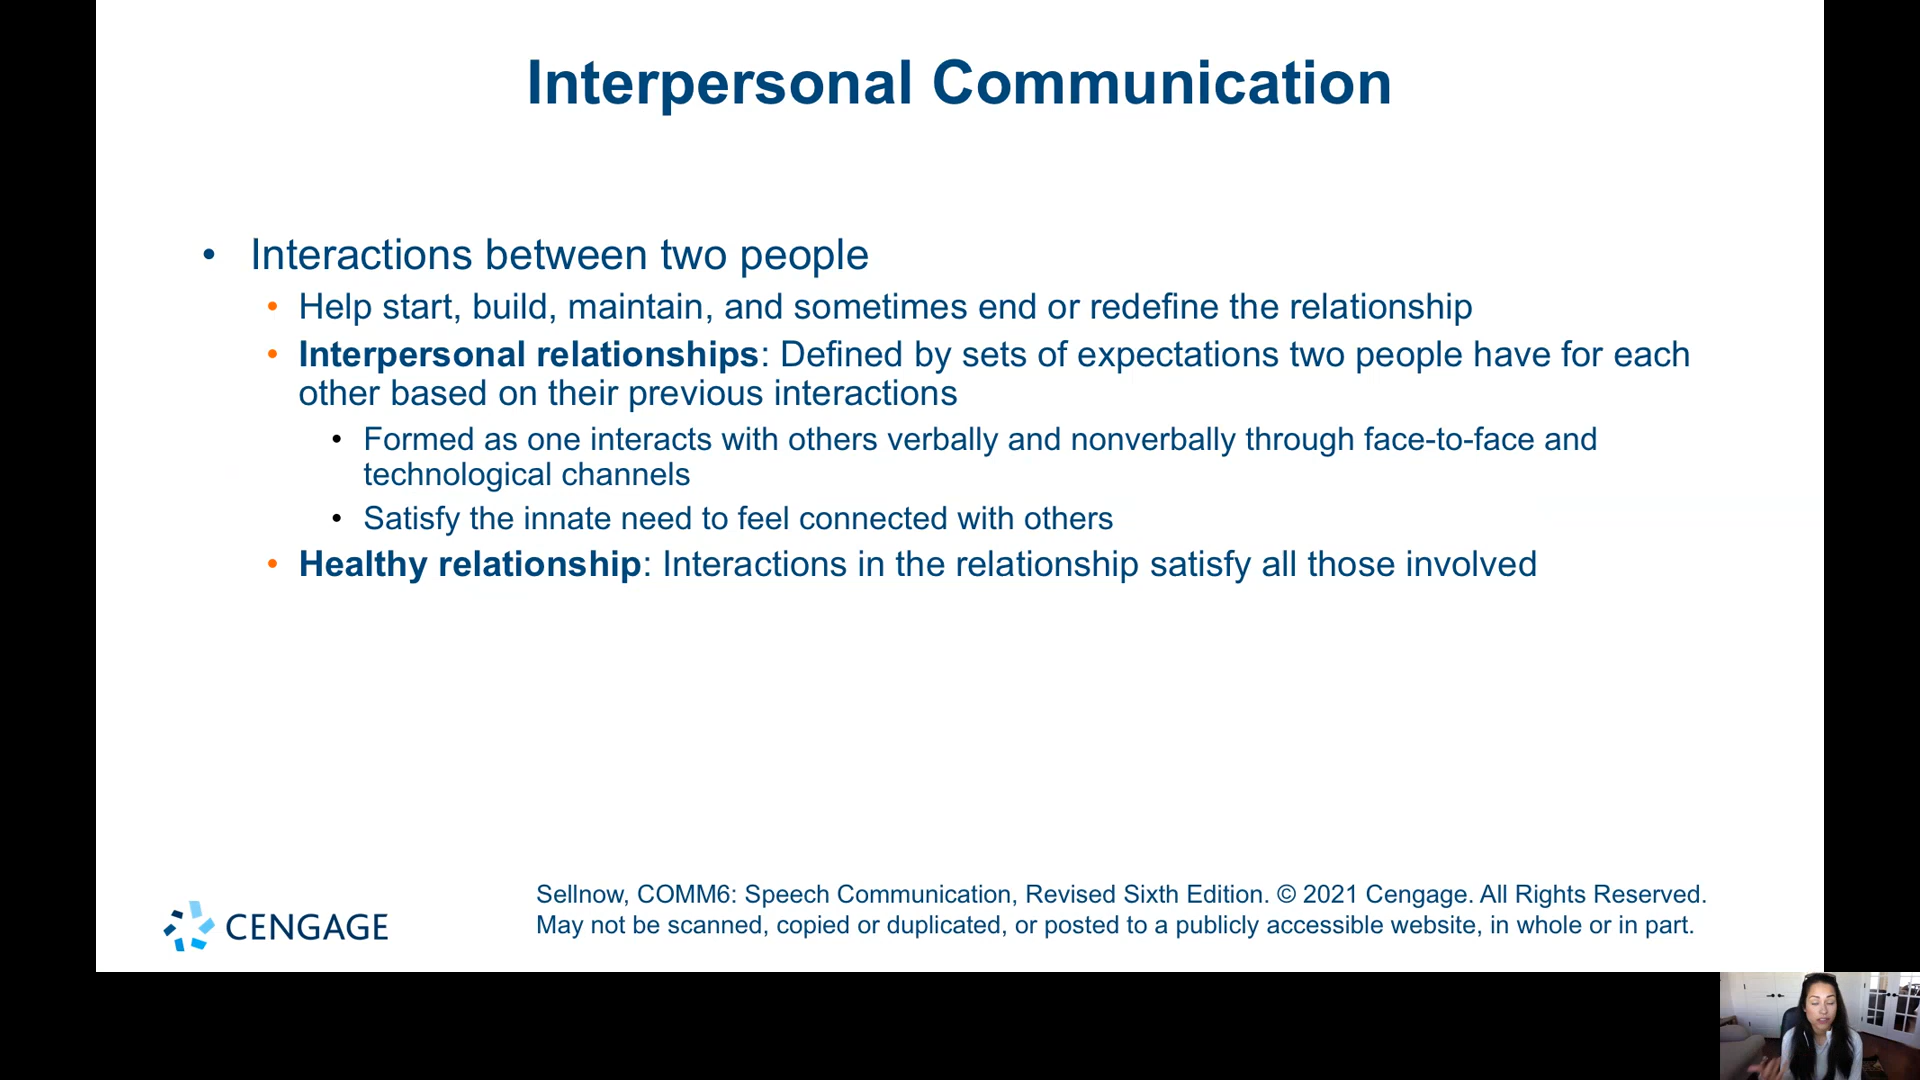 Interpersonal Communication
• Interactions between two people
• Help start, build, maintain, and sometimes end or redefine the relationship
• Interpersonal relationships: Defined by sets of expectations two people have for each
other based on their previous interactions
• Formed as one interacts with others verbally and nonverbally through face-to-face and
technological channels
• Satisfy the innate need to feel connected with others
• Healthy relationship: Interactions in the relationship satisfy all those involved
CENGAGE
Sellnow, COMM6: Speech Communication, Revised Sixth Edition. © 2021 Cengage. All Rights Reserved.
May not be scanned, copied or duplicated, or posted to a publicly accessible website, in whole or in part.